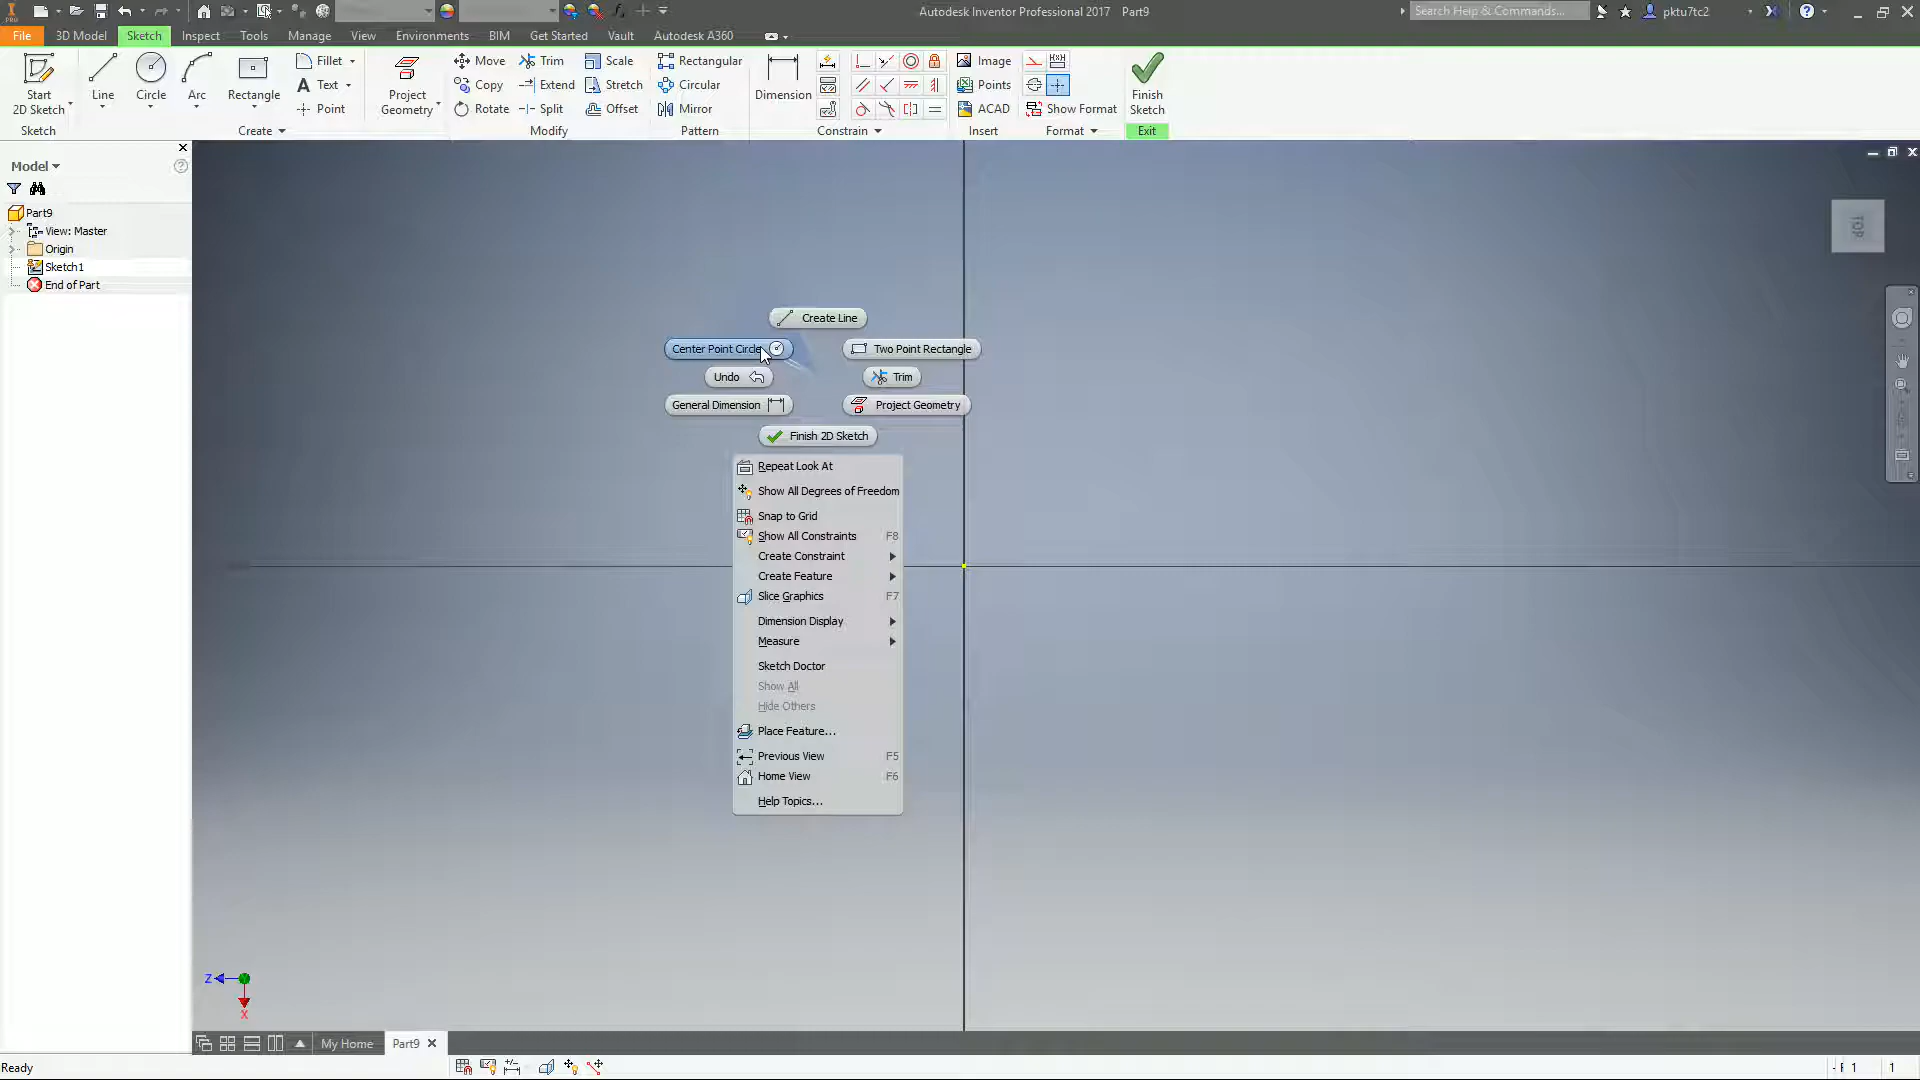 Autodesk Inventor Professional 2017 Part9
Search Help & Commands...
pktu7tc2
PRO
File 3D Model Sketch Inspect Tools Manage View Environments BIM Get Started Vault Autodesk A360
Start
2D Sketch
Line
Circle
Arc
Rectangle
Fillet
Text
Point
Project
Geometry
Move
Copy
Rotate
Trim
Extend
Split
Scale
Stretch
Offset
Rectangular
Circular
Mirror
Dimension
Image
Points
ACAD
Show Format
Finish
Sketch
Sketch Create Modify Pattern Constrain Insert Format Exit
Model
Part9
View: Master
Origin
Sketch1
End of Part
TOP
Create Line
Center Point Circle
Two Point Rectangle
Undo
Trim
General Dimension
Project Geometry
Finish 2D Sketch
Repeat Look At
Show All Degrees of Freedom
Snap to Grid
Show All Constraints F8
Create Constraint
Create Feature
Slice Graphics F7
Dimension Display
Measure
Sketch Doctor
Show All
Hide Others
Place Feature...
Previous View F5
Home View F6
Help Topics...
Z
X
My Home Part9
Ready
1 1